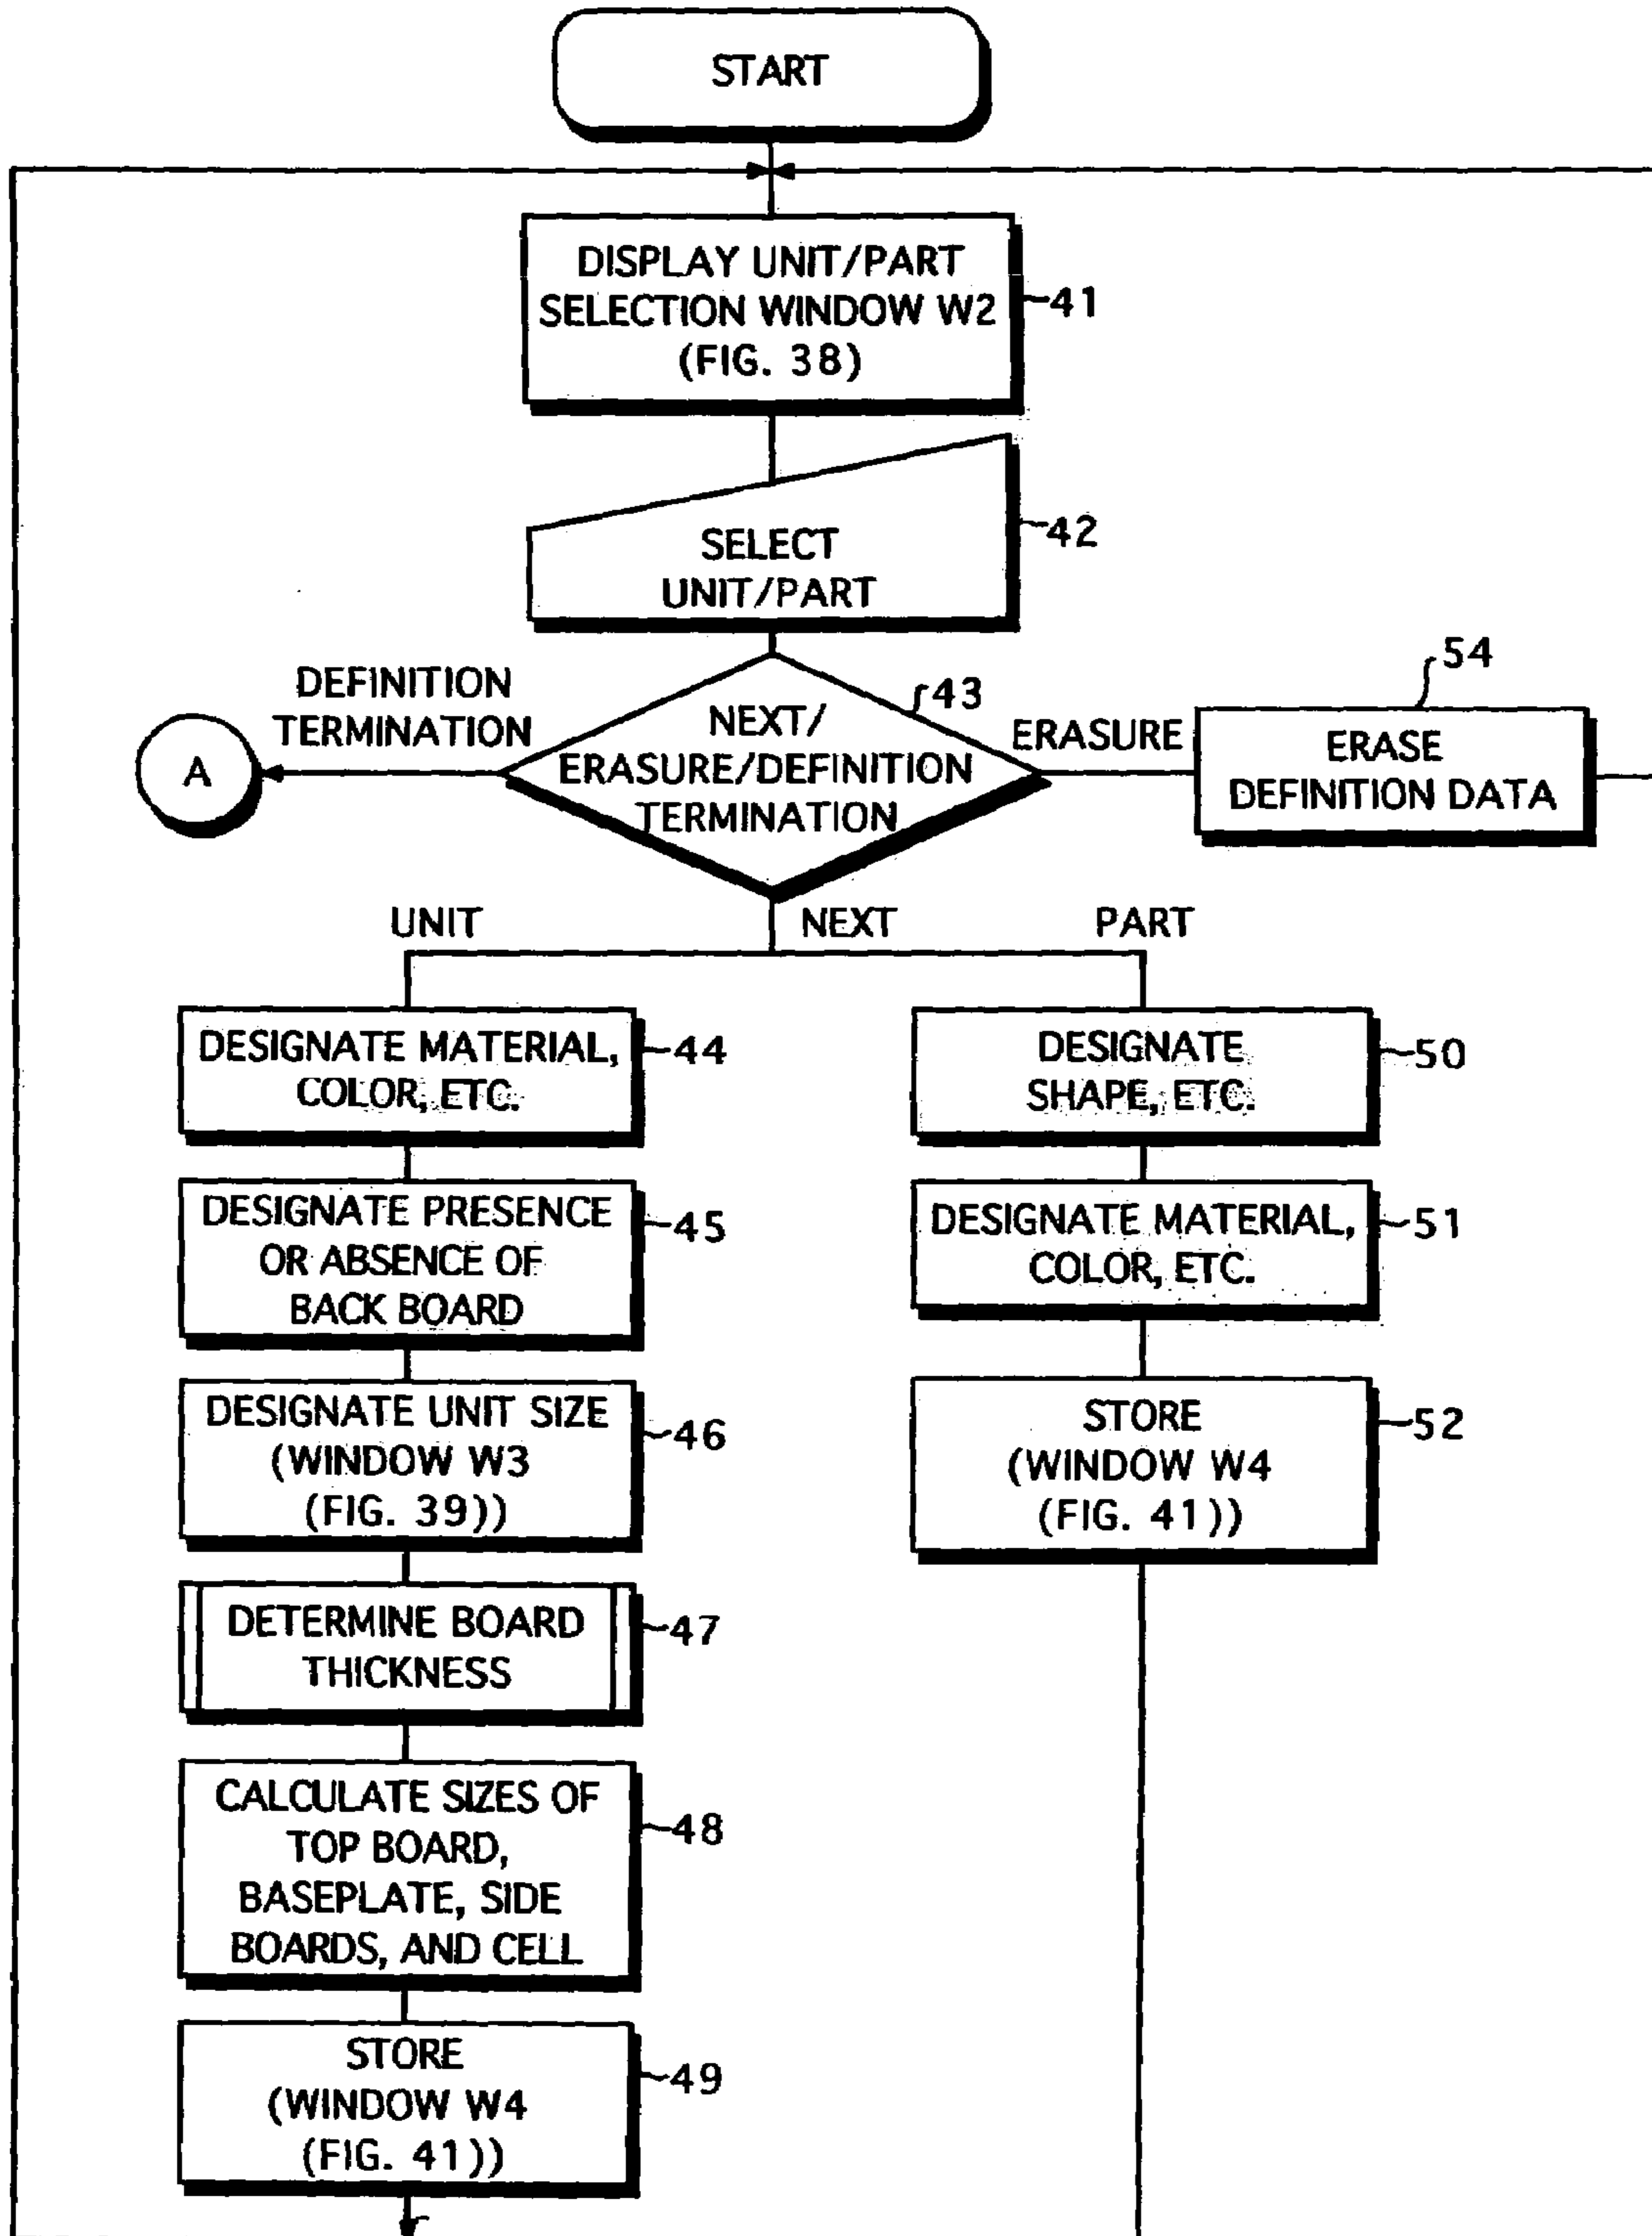 START
DISPLAY UNIT/PART
SELECTION WINDOW W2
(FIG. 38)
41
SELECT
UNIT/PART
42
DEFINITION
TERMINATION
A
NEXT/
ERASURE/DEFINITION
TERMINATION
43
ERASURE
54
ERASE
DEFINITION DATA
UNIT
NEXT
PART
DESIGNATE MATERIAL,
COLOR, ETC.
44
DESIGNATE PRESENCE
OR ABSENCE OF
BACK BOARD
45
DESIGNATE UNIT SIZE
(WINDOW W3
(FIG. 39))
46
DETERMINE BOARD
THICKNESS
47
CALCULATE SIZES OF
TOP BOARD,
BASEPLATE, SIDE
BOARDS, AND CELL
48
STORE
(WINDOW W4
(FIG. 41))
49
DESIGNATE
SHAPE, ETC.
50
DESIGNATE MATERIAL,
COLOR, ETC.
51
STORE
(WINDOW W4
(FIG. 41))
52